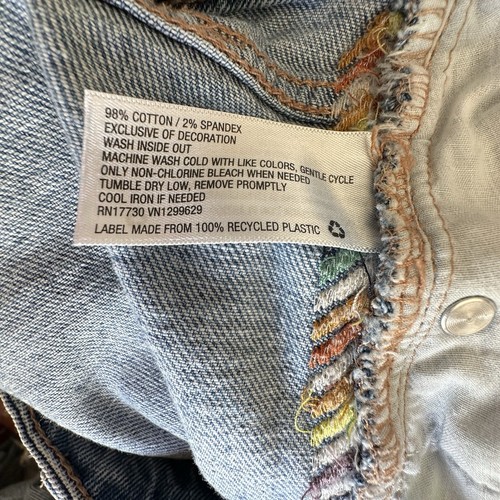 98% COTTON / 2% SPANDEX
EXCLUSIVE OF DECORATION
WASH INSIDE OUT
MACHINE WASH COLD WITH LIKE COLORS, GENTLE CYCLE
ONLY NON-CHLORINE BLEACH WHEN NEEDED
TUMBLE DRY LOW, REMOVE PROMPTLY
COOL IRON IF NEEDED
RN17730 VN1299629
LABEL MADE FROM 100% RECYCLED PLASTIC